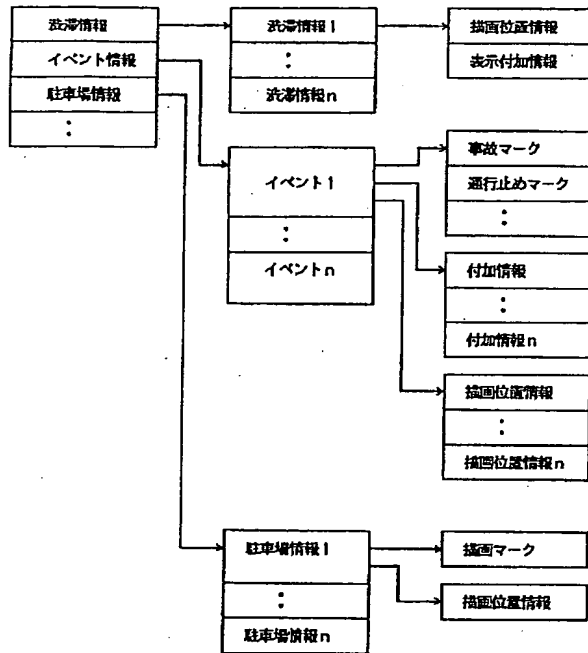 渋滞情報
イベント情報
駐車場情報
:
渋滞情報1
:
渋滞情報n
描画位置情報
表示付加情報
イベント1
:
イベントn
事故マーク
通行止めマーク
:
付加情報
:
付加情報n
描画位置情報
:
描画位置情報n
駐車場情報1
:
駐車場情報n
描画マーク
描画位置情報